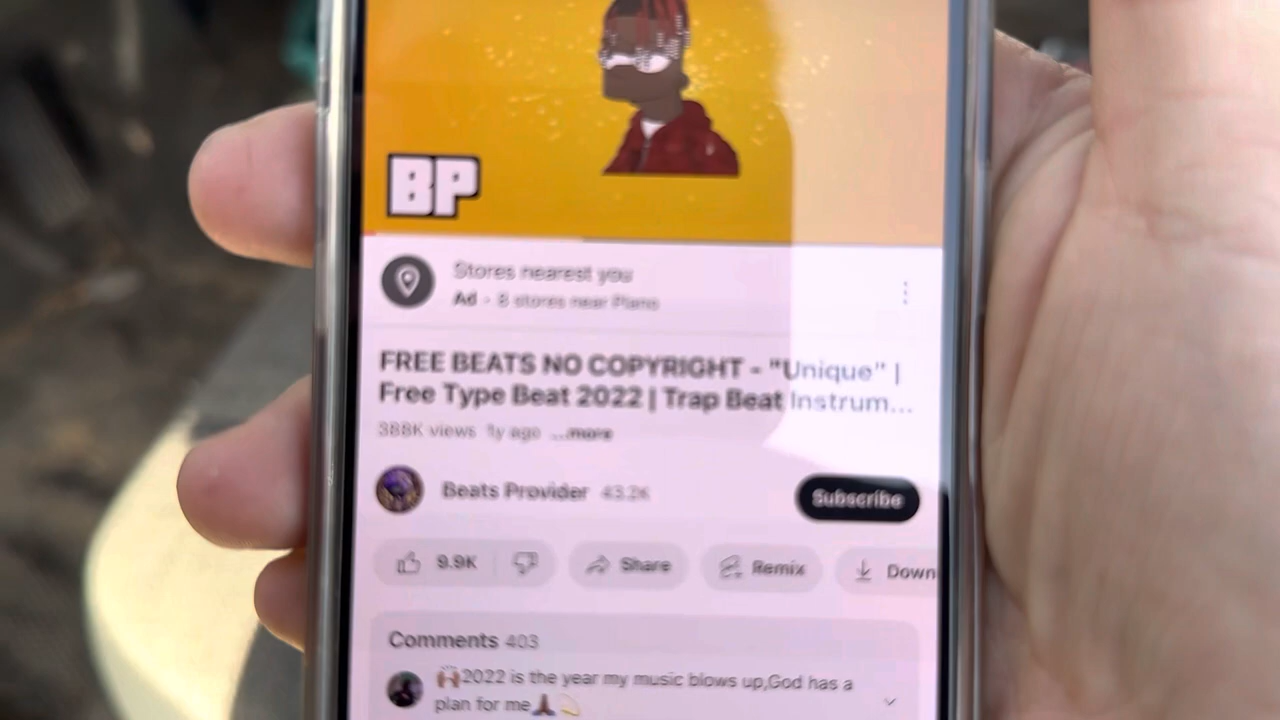 BP
Stores nearest you
Ad · 8 stores near Plano
FREE BEATS NO COPYRIGHT - "Unique" |
Free Type Beat 2022 | Trap Beat Instrum...
388K views 1y ago ...more
Beats Provider 43.2K
Subscribe
9.9K
Share
Remix
Down
Comments 403
🙌🏽2022 is the year my music blows up,God has a
plan for me🙏🏿💫